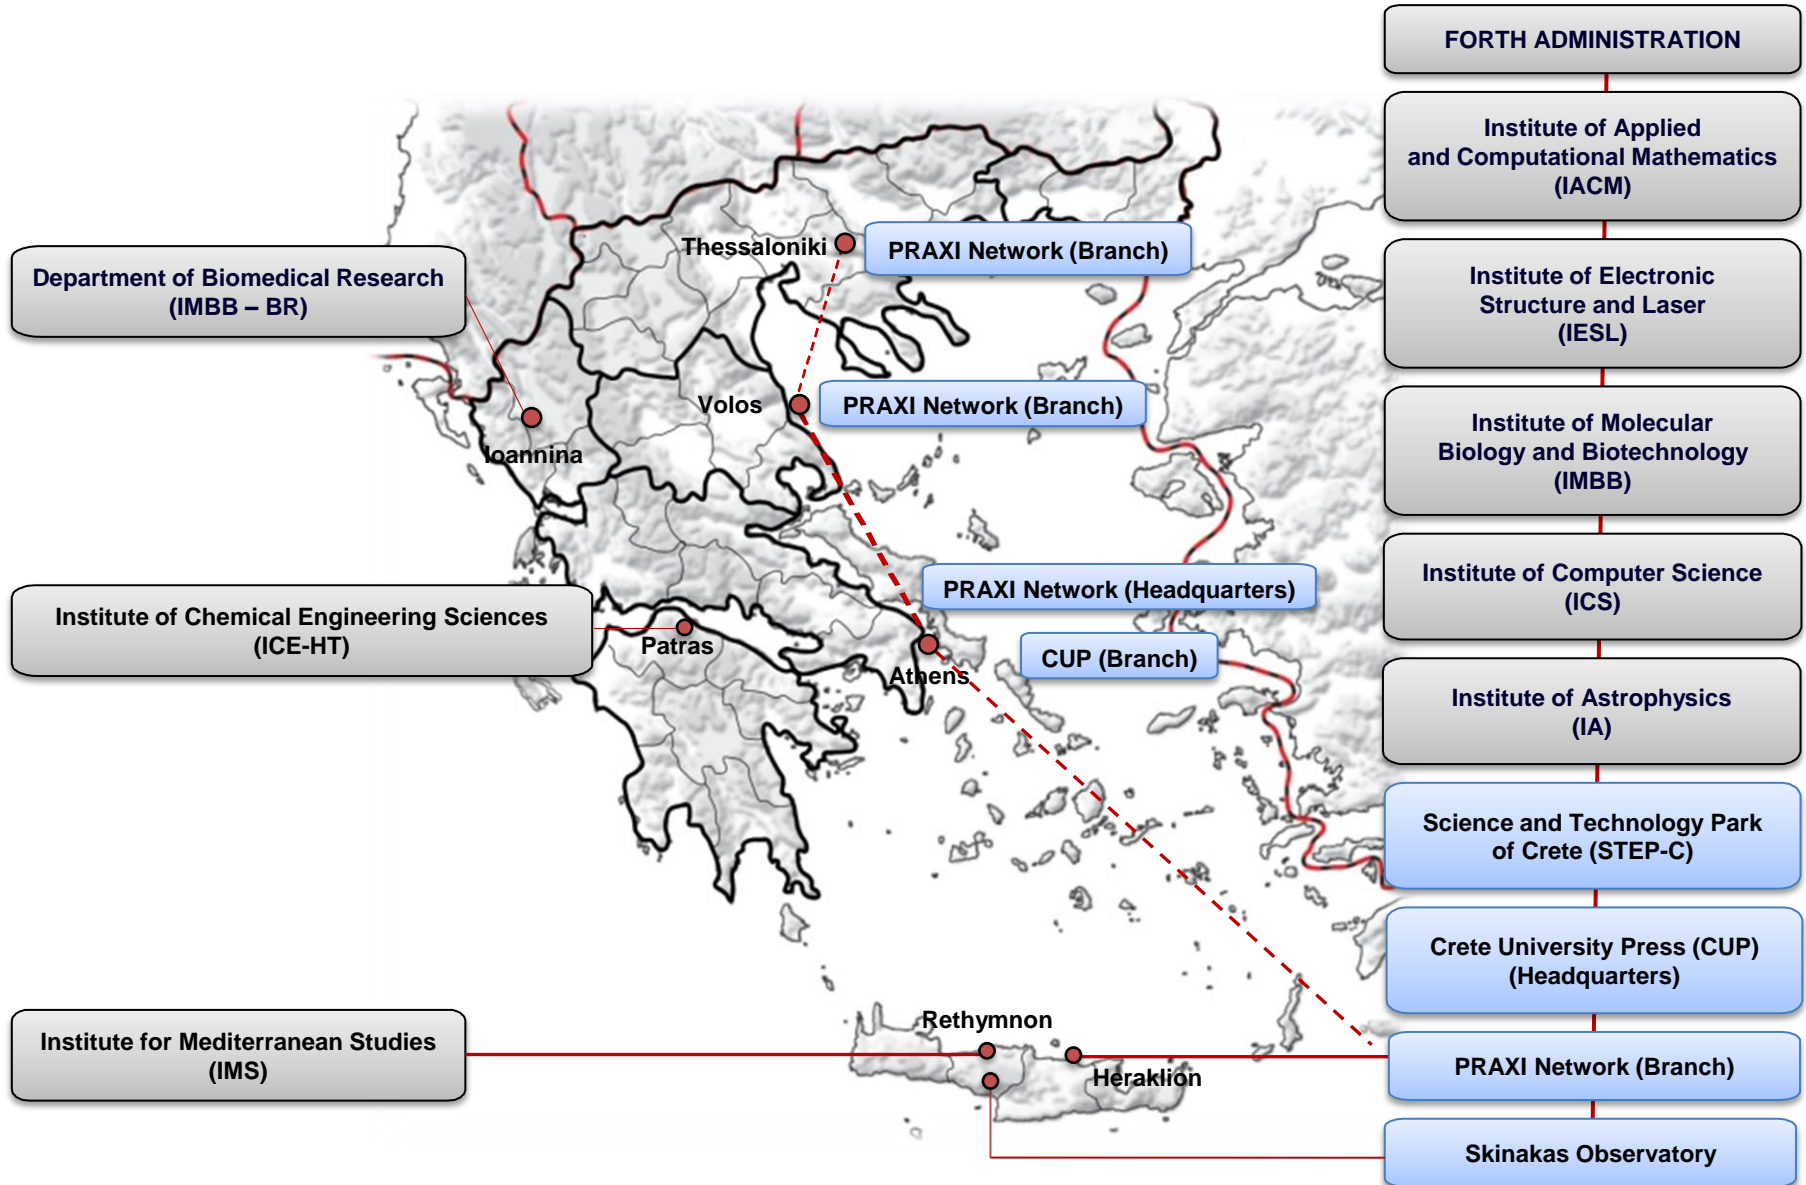 FORTH ADMINISTRATION
Institute of Applied
and Computational Mathematics
(IACM)
Institute of Electronic
Structure and Laser
(IESL)
Institute of Molecular
Biology and Biotechnology
(IMBB)
Institute of Computer Science
(ICS)
Institute of Astrophysics
(IA)
Science and Technology Park
of Crete (STEP-C)
Crete University Press (CUP)
(Headquarters)
PRAXI Network (Branch)
Skinakas Observatory
Thessaloniki
PRAXI Network (Branch)
Department of Biomedical Research
(IMBB – BR)
Volos
PRAXI Network (Branch)
Ioannina
PRAXI Network (Headquarters)
Institute of Chemical Engineering Sciences
(ICE-HT)
Patras
CUP (Branch)
Athens
Rethymnon
Institute for Mediterranean Studies
(IMS)
Heraklion